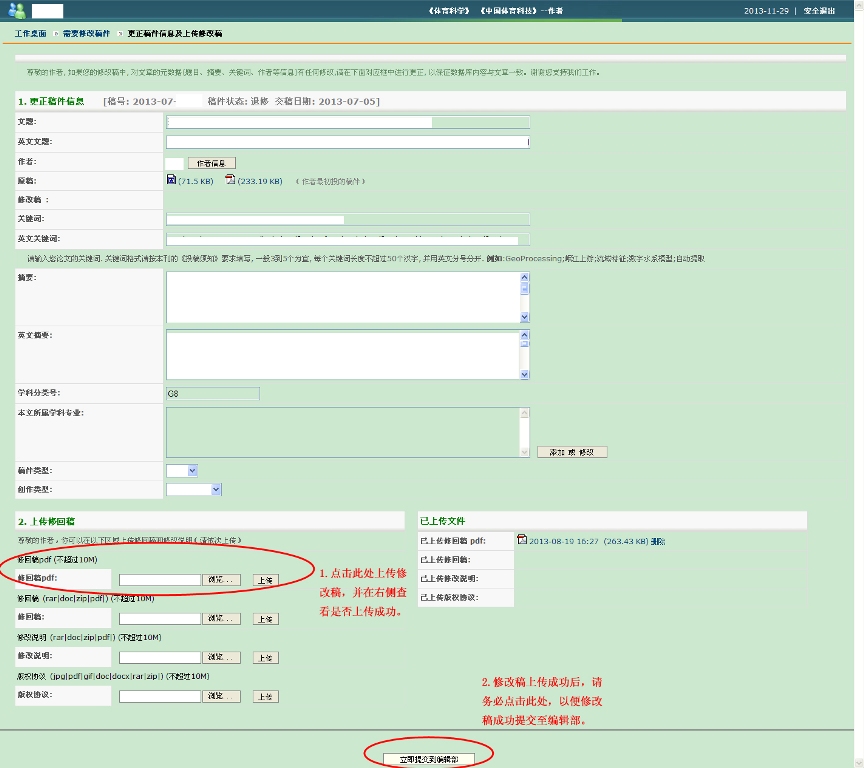 《体育科学》 《中国体育科技》--作者
2013-11-29 | 安全退出
工作桌面 需要修改稿件 更正稿件信息及上传修改稿
尊敬的作者, 如果您的修改稿中, 对文章的元数据(题目、摘要、关键词、作者等信息)有任何修改,请在下面对应框中进行更正, 以保证数据库内容与文章一致。谢谢您支持我们工作。
1. 更正稿件信息 [稿号: 2013-07- 稿件状态: 退修 交稿日期: 2013-07-05]
文题:
英文文题:
作者: 作者信息
原稿: (71.5 KB) (233.19 KB) (作者最初投的稿件)
修改稿 :
关键词:
英文关键词:
请输入您论文的关键词. 关键词格式请按本刊的《投稿须知》要求填写, 一般3到5个为宜, 每个关键词长度不超过50个汉字, 并用英文分号分开. 例如:GeoProcessing;岷江上游;流域特征;数字水系模型;自动提取
摘要:
英文摘要:
学科分类号: G8
本文所属学科专业:
添加 或 修改
稿件类型:
创作类型:
2. 上传修回稿
尊敬的作者, 您可以在以下区域上传修回稿和修改说明(请依次上传)
修回稿pdf (不超过10M)
修回稿pdf: 浏览... 上传
修回稿 (rar|doc|zip|pdf|) (不超过10M)
修回稿: 浏览... 上传
修改说明 (rar|doc|zip|pdf|) (不超过10M)
修改说明: 浏览... 上传
版权协议 (jpg|pdf|gif|doc|docx|rar|zip|) (不超过10M)
版权协议: 浏览... 上传
1. 点击此处上传修
改稿，并在右侧查
看是否上传成功。
已上传文件
已上传修回稿 pdf: 2013-08-19 16:27 (263.43 KB) 删除
已上传修回稿:
已上传修改说明:
已上传版权协议:
2. 修改稿上传成功后，请
务必点击此处，以便修改
稿成功提交至编辑部。
立即提交到编辑部